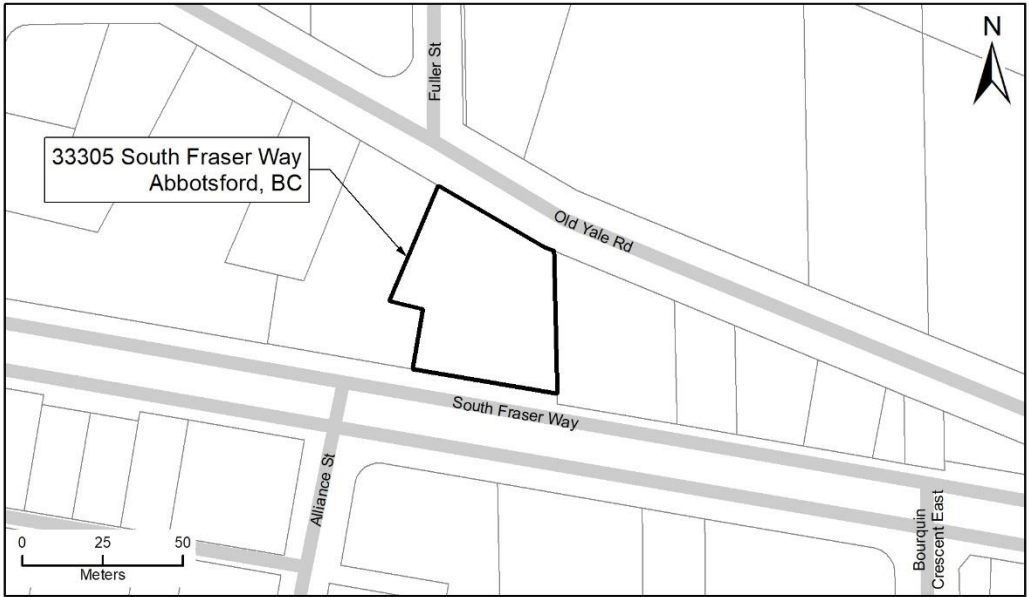 N
Fuller St
33305 South Fraser Way
Abbotsford, BC
Old Yale Rd
South Fraser Way
Alliance St
Bourquin
Crescent East
0 25 50
Meters